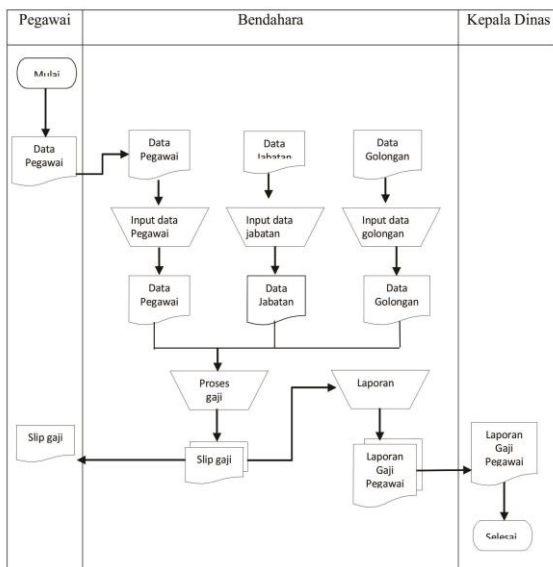 Pegawai
Bendahara
Kepala Dinas
Mulai
Data
Pegawai
Data
Pegawai
Data
Jabatan
Data
Golongan
Input data
Pegawai
Input data
jabatan
Input data
golongan
Data
Pegawai
Data
Jabatan
Data
Golongan
Proses
gaji
Laporan
Slip gaji
Slip gaji
Laporan
Gaji
Pegawai
Laporan
Gaji
Pegawai
Selesai